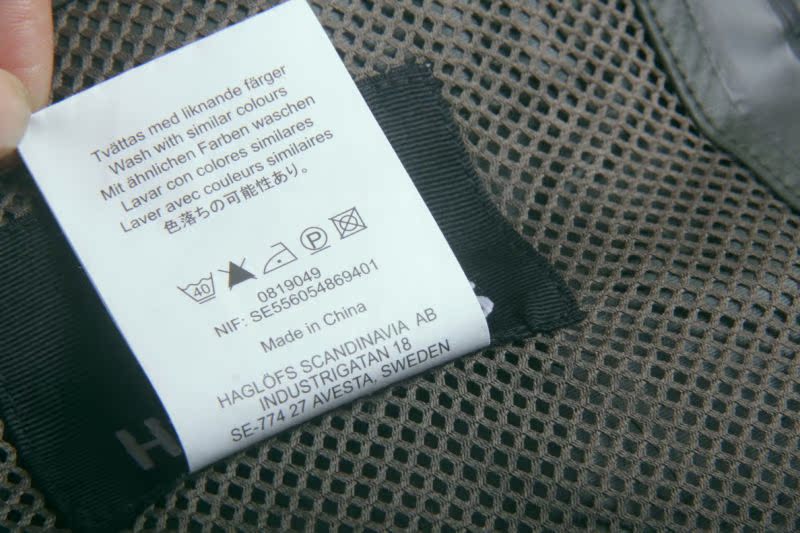 Tvättas med liknande färger
Wash with similar colours
Mit ähnlichen Farben waschen
Lavar con colores similares
Laver avec couleurs similaires
色落ちの可能性あり。
40 P
0819049
NIF: SE556054869401
Made in China
HAGLÖFS SCANDINAVIA AB
INDUSTRIGATAN 18
SE-774 27 AVESTA, SWEDEN
H